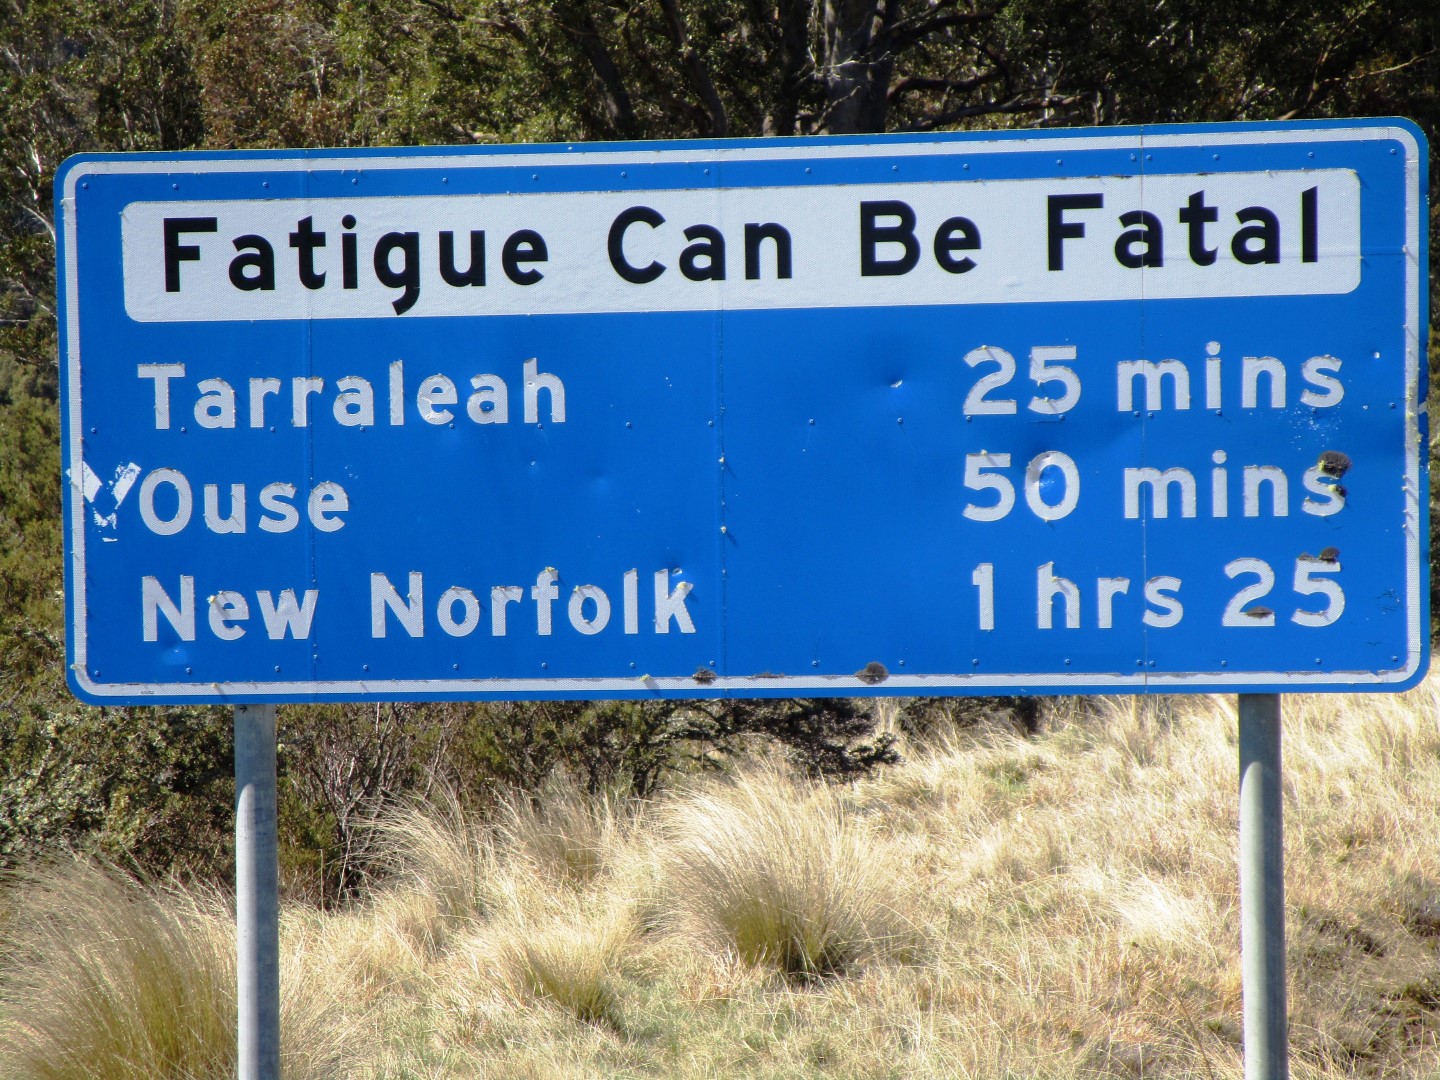 Fatigue Can Be Fatal
Tarraleah 25 mins
Ouse 50 mins
New Norfolk 1 hrs 25